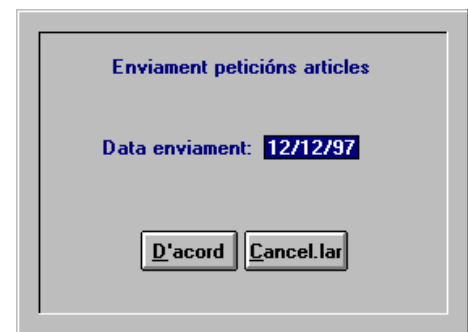 Enviament peticións articles
Data enviament: 12/12/97
D'acord Cancel.lar